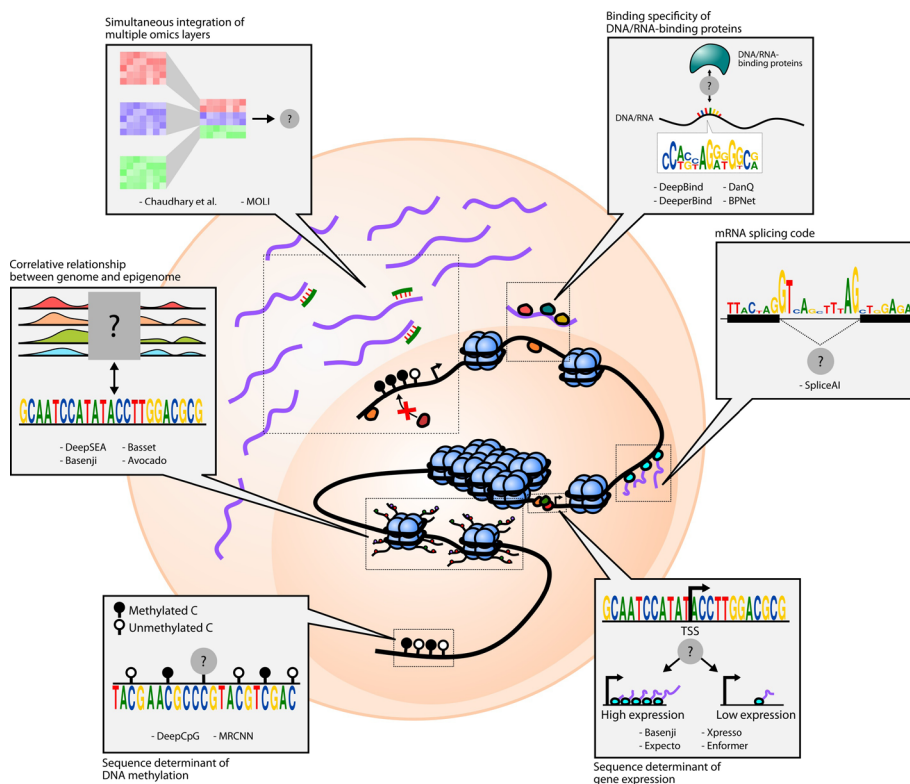 Simultaneous integration of
multiple omics layers
?
- Chaudhary et al. - MOLI
Binding specificity of
DNA/RNA-binding proteins
DNA/RNA-
binding proteins
?
DNA/RNA
- DeepBind - DanQ
- DeeperBind - BPNet
mRNA splicing code
?
- SpliceAI
Correlative relationship
between genome and epigenome
?
GCAATCCATATACCTTGGACGCG
- DeepSEA - Basset
- Basenji - Avocado
Methylated C
Unmethylated C
?
TACGAACGCCCGTACGTCGAC
- DeepCpG - MRCNN
Sequence determinant of
DNA methylation
GCAATCCATATACCTTGGACGCG
TSS
?
High expression Low expression
- Basenji - Xpresso
- Expecto - Enformer
Sequence determinant of
gene expression